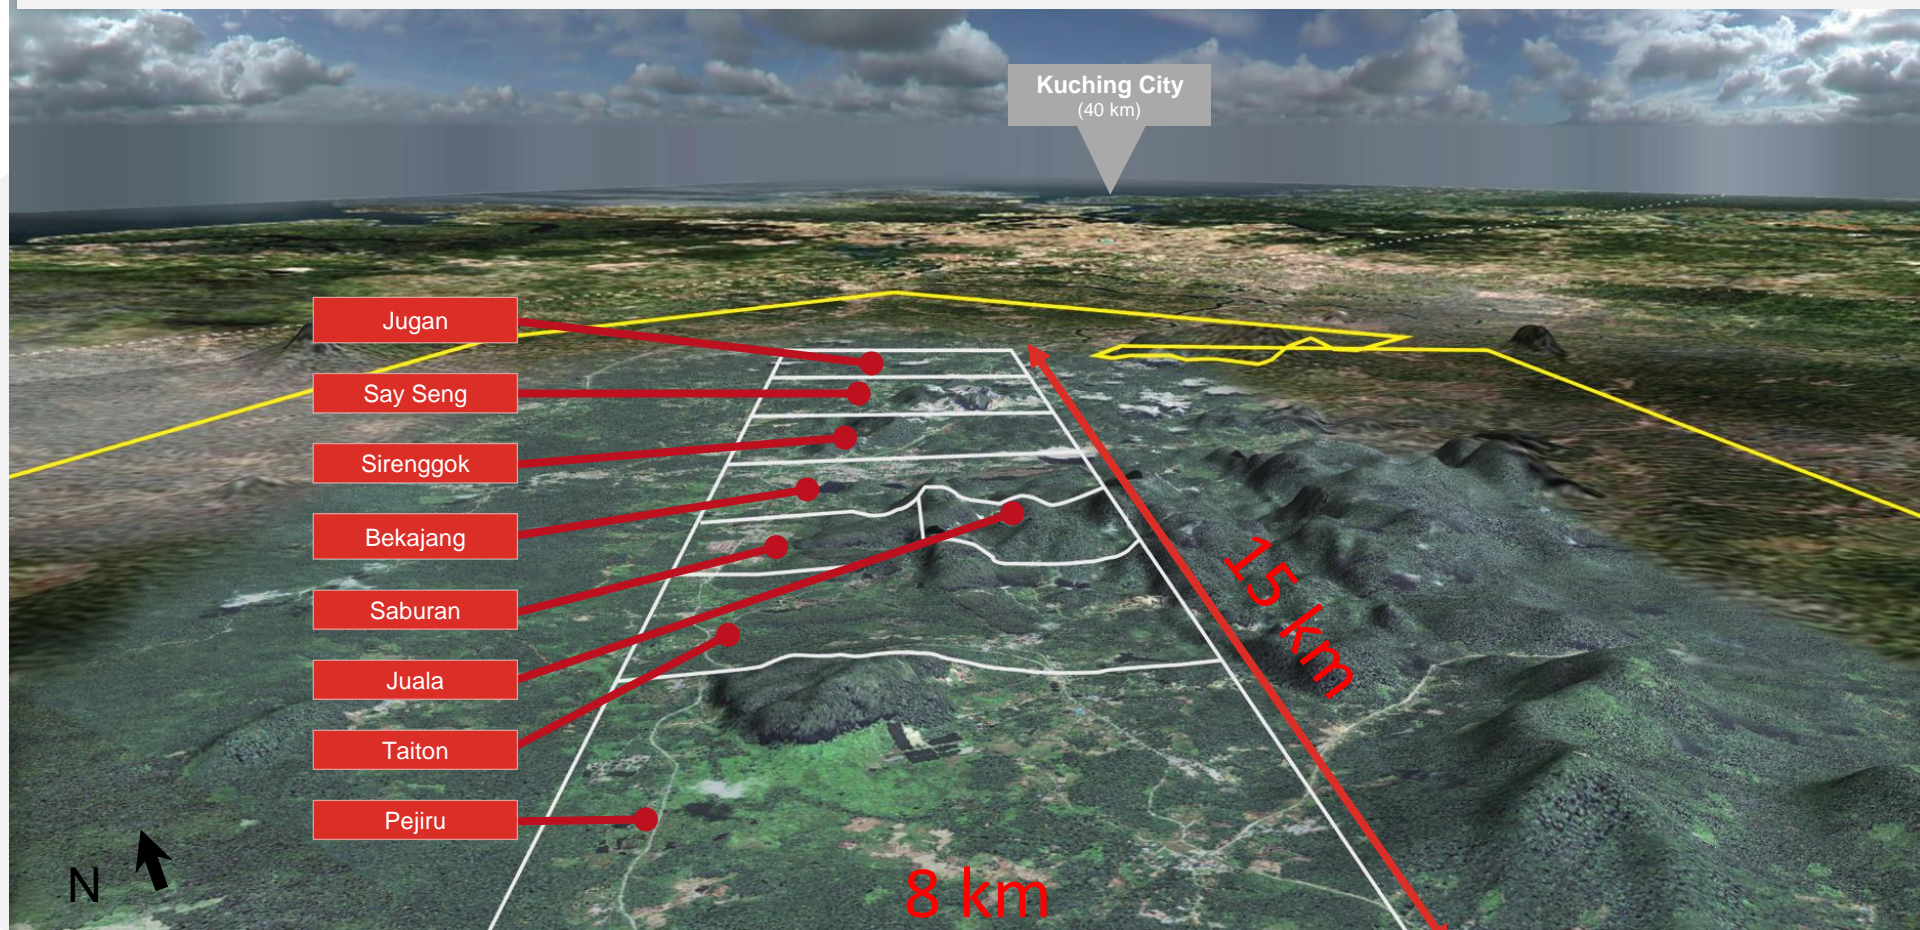 Kuching City
(40 km)
Jugan
Say Seng
Sirenggok
Bekajang
Saburan
Juala
Taiton
Pejiru
15 km
8 km
N